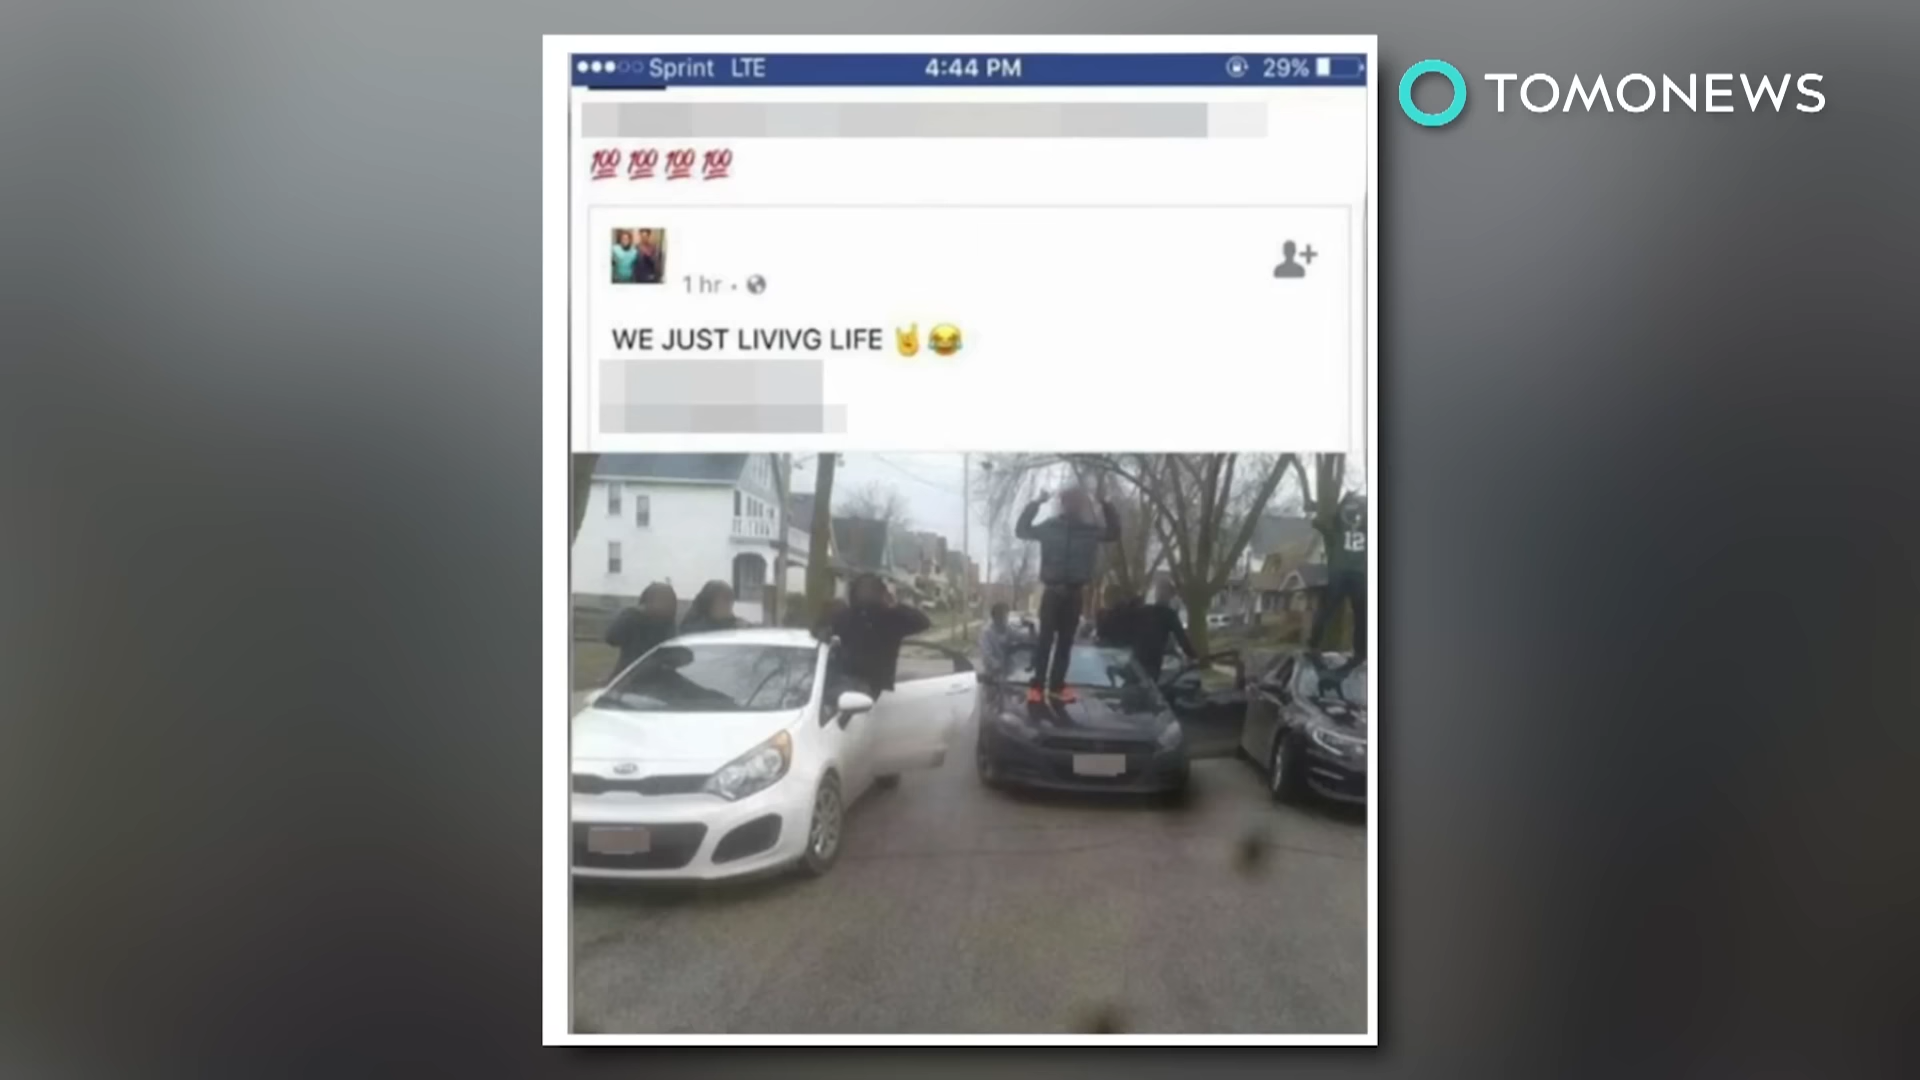 Sprint LTE 4:44 PM 29%
TOMONEWS
💯 💯 💯 💯
1 hr ·
WE JUST LIVIVG LIFE 🤘 😂
12